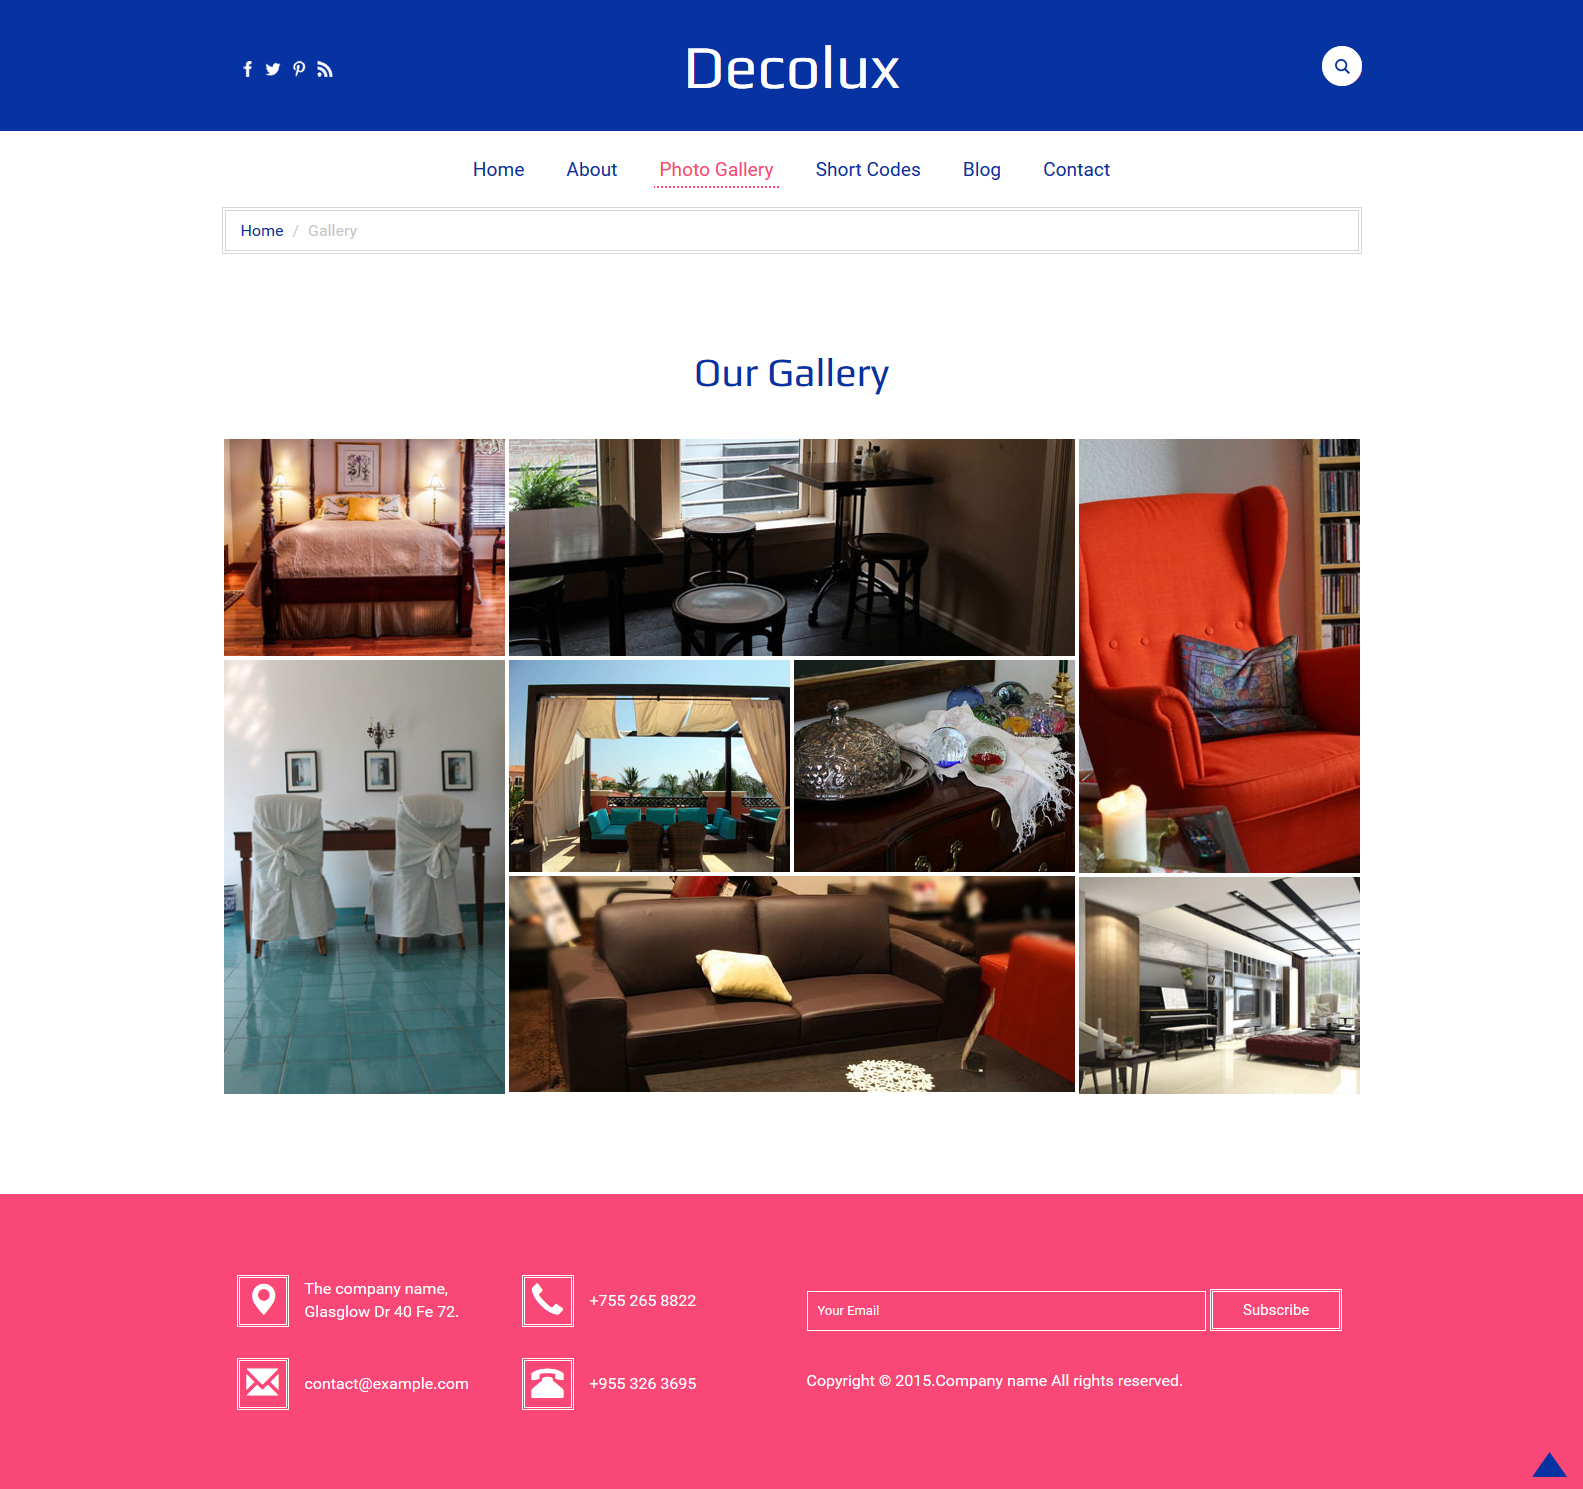 Decolux
Home About Photo Gallery Short Codes Blog Contact
Home / Gallery
Our Gallery
The company name,
Glasglow Dr 40 Fe 72.
+755 265 8822
Your Email
Subscribe
contact@example.com
+955 326 3695
Copyright © 2015.Company name All rights reserved.